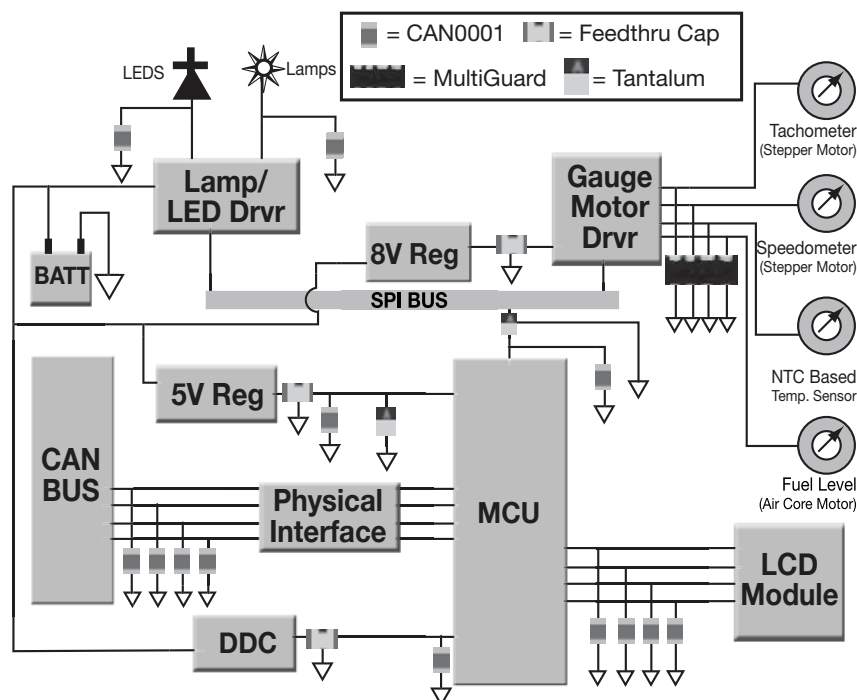 = CAN0001
= Feedthru Cap
= MultiGuard
= Tantalum
LEDS
Lamps
Tachometer
(Stepper Motor)
Lamp/
LED Drvr
Gauge
Motor
Drvr
8V Reg
Speedometer
(Stepper Motor)
BATT
SPI BUS
NTC Based
Temp. Sensor
5V Reg
CAN
BUS
Physical
Interface
MCU
Fuel Level
(Air Core Motor)
LCD
Module
DDC